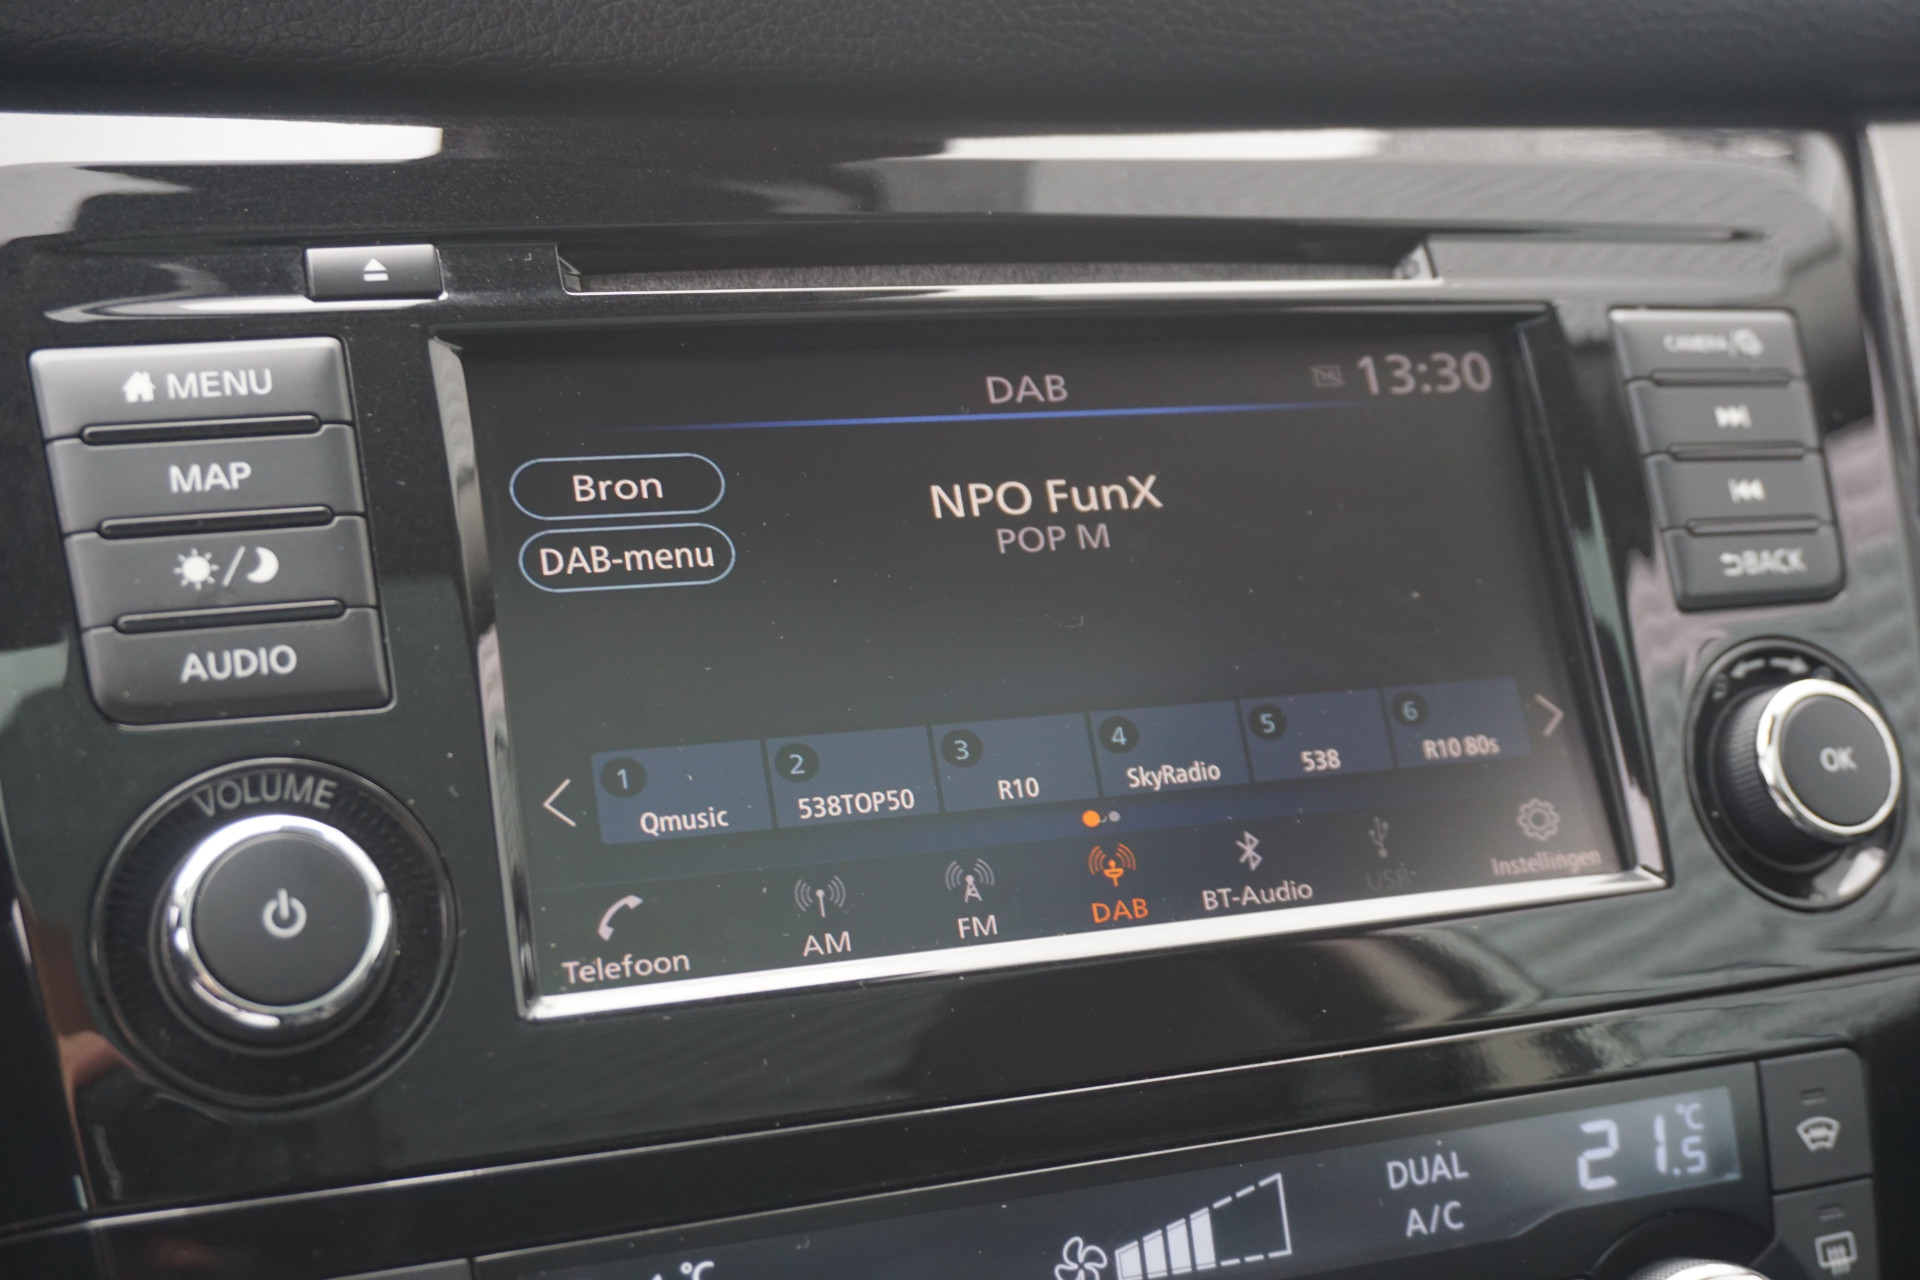 MENU
MAP
AUDIO
VOLUME
DAB
13:30
Bron
DAB-menu
NPO FunX
POP M
1 Qmusic
2 538TOP50
3 R10
4 SkyRadio
5 538
6 R10 80s
Telefoon
AM
FM
DAB
BT-Audio
USB
Instellingen
CAMERA/
BACK
OK
DUAL
A/C
21.5 °C
°C